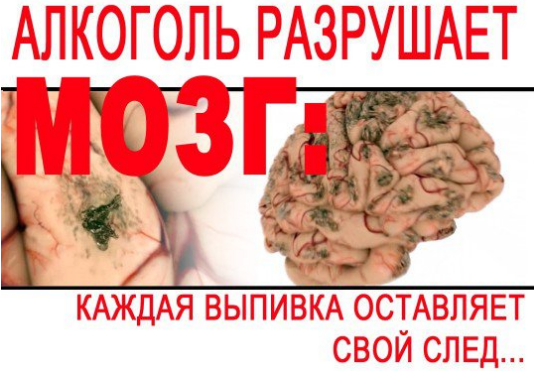 АЛКОГОЛЬ РАЗРУШАЕТ
МОЗГ:
КАЖДАЯ ВЫПИВКА ОСТАВЛЯЕТ
СВОЙ СЛЕД...